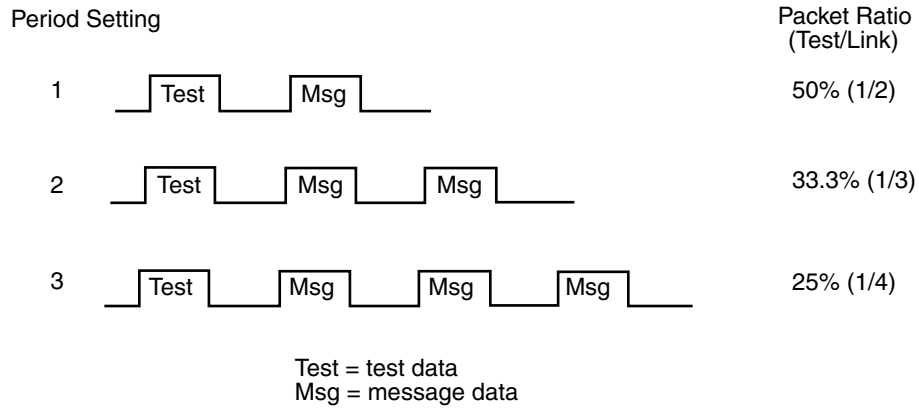 Period Setting
Packet Ratio
(Test/Link)
1 Test Msg 50% (1/2)
2 Test Msg Msg 33.3% (1/3)
3 Test Msg Msg Msg 25% (1/4)
Test = test data
Msg = message data